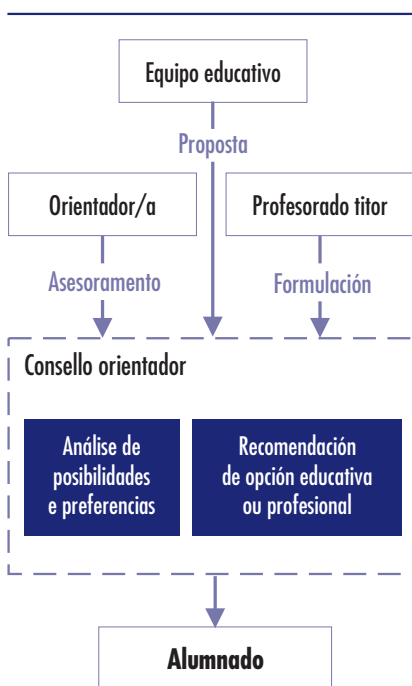 Equipo educativo
Proposta
Orientador/a
Profesorado titor
Asesoramento
Formulación
Consello orientador
Análise de
posibilidades
e preferencias
Recomendación
de opción educativa
ou profesional
Alumnado